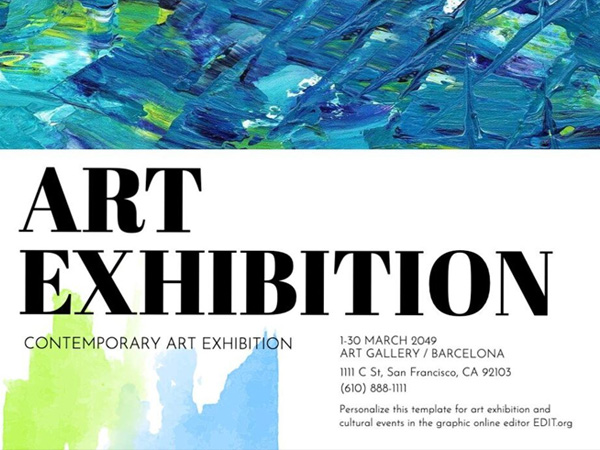 ART
EXHIBITION
CONTEMPORARY ART EXHIBITION
1-30 MARCH 2049
ART GALLERY / BARCELONA
1111 C St, San Francisco, CA 92103
(610) 888-1111
Personalize this template for art exhibition and
cultural events in the graphic online editor EDIT.org